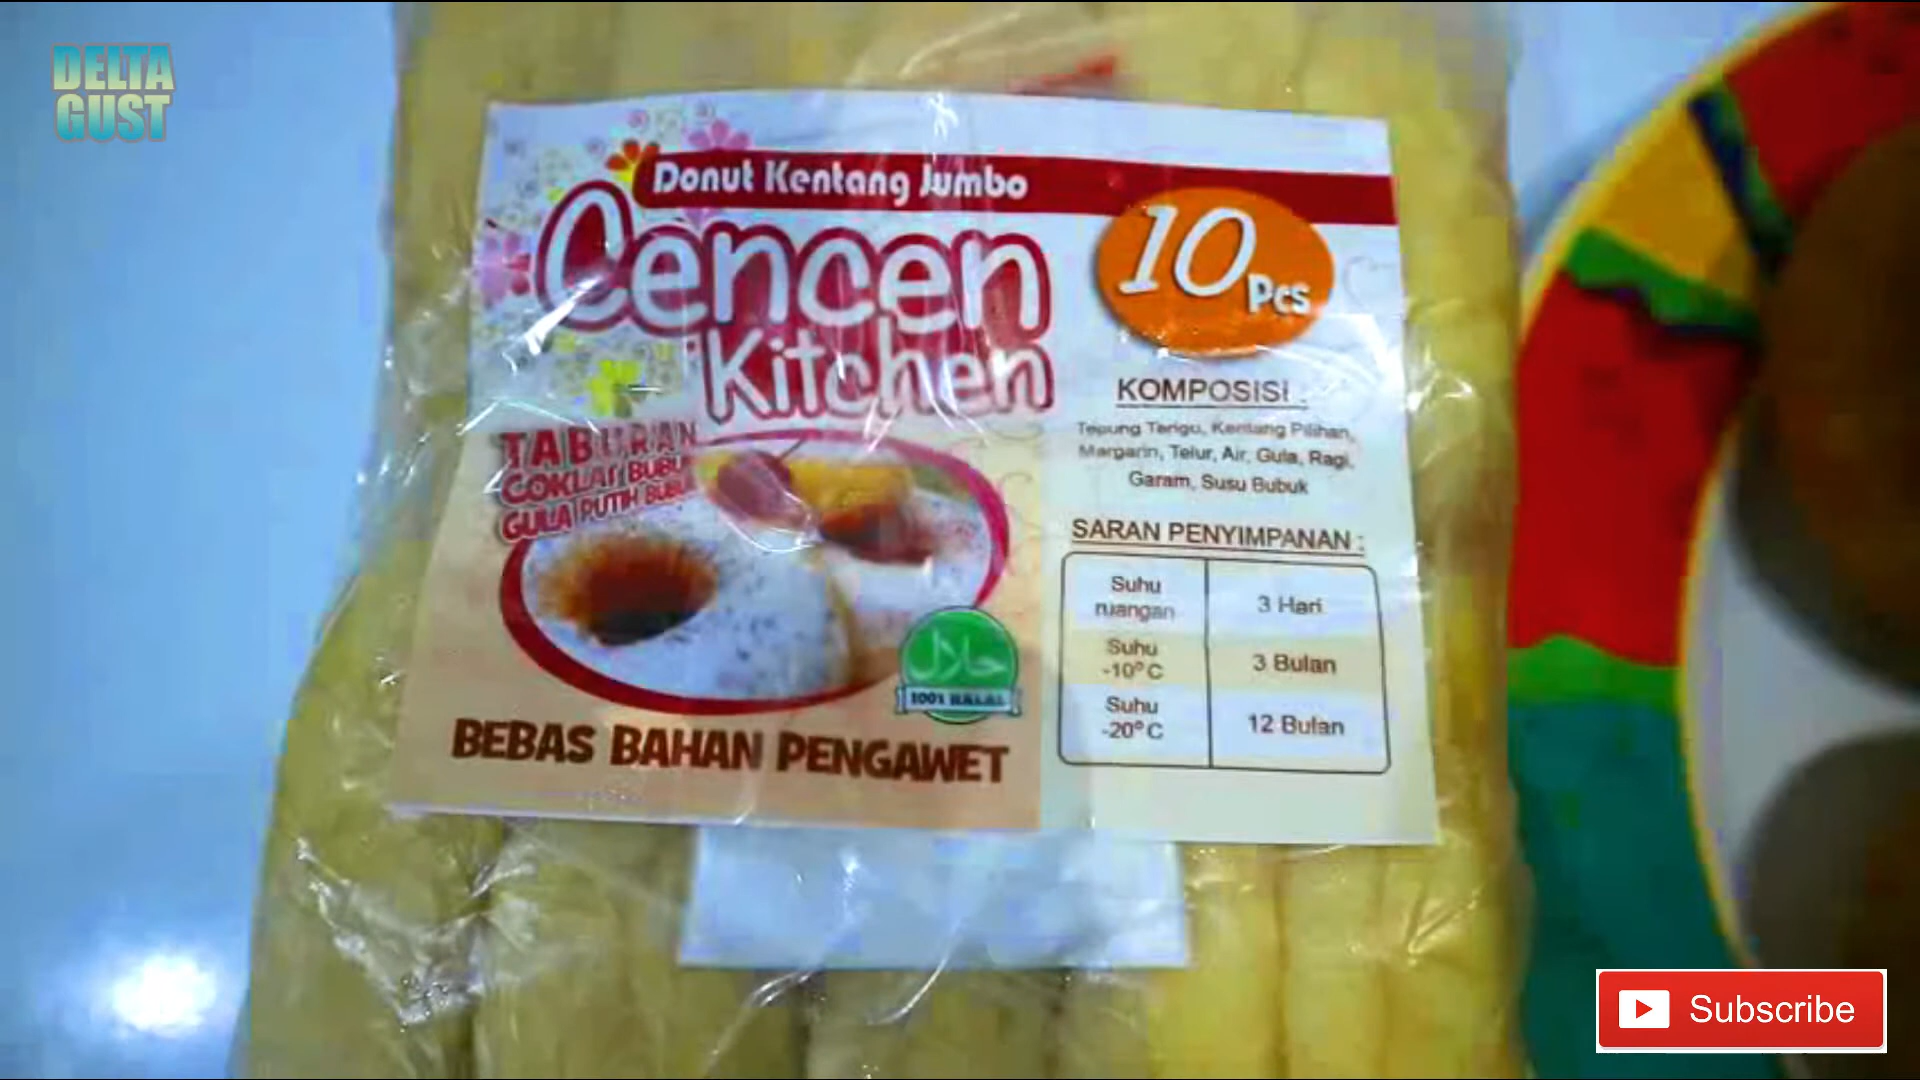 DELTA
GUST
Donut Kentang Jumbo
Cencen
Kitchen
10
Pcs
TABURAN
COKLAT BUBUK
GULA PUTIH BUBUK
حلال
100% HALAL
BEBAS BAHAN PENGAWET
KOMPOSISI :
Tepung Terigu, Kentang Pilihan,
Margarin, Telur, Air, Gula, Ragi,
Garam, Susu Bubuk
SARAN PENYIMPANAN :
Suhu
ruangan
3 Hari
Suhu
-10°C
3 Bulan
Suhu
-20°C
12 Bulan
Subscribe